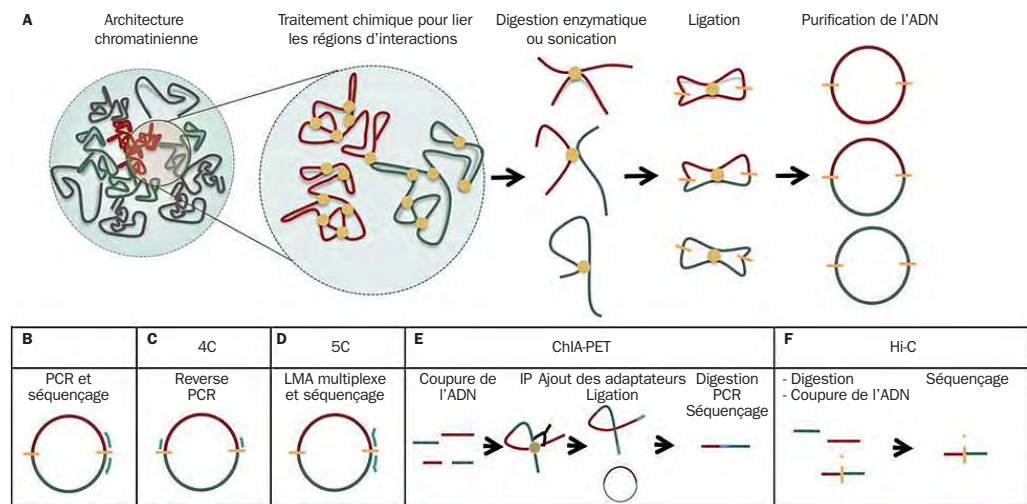 A
Architecture
chromatinienne
Traitement chimique pour lier
les régions d’interactions
Digestion enzymatique
ou sonication
Ligation
Purification de l’ADN
B
PCR et
séquençage
C
4C
Reverse
PCR
D
5C
LMA multiplexe
et séquençage
E
ChIA-PET
Coupure de
l’ADN
IP Ajout des adaptateurs
Ligation
Digestion
PCR
Séquençage
F
Hi-C
- Digestion
- Coupure de l’ADN
Séquençage